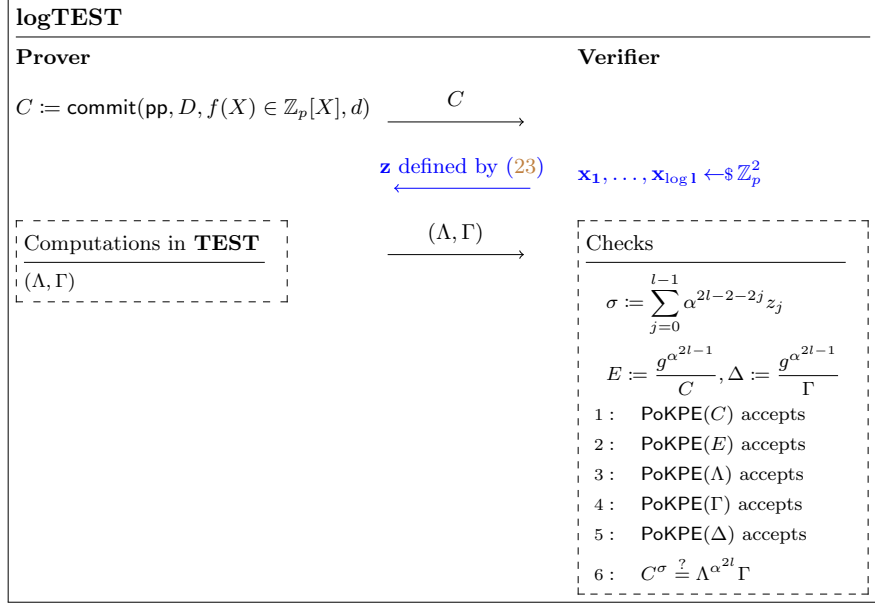 logTEST
Prover Verifier
C := commit(pp, D, f(X) ∈ ℤ_p[X], d) C
z defined by (23) x_1, …, x_{log l} ←$ ℤ_p^2
Computations in TEST (Λ, Γ) Checks
(Λ, Γ)
σ := ∑_{j=0}^{l−1} α^{2l−2−2j} z_j
E := g^{α^{2l−1}} / C, Δ := g^{α^{2l−1}} / Γ
1 : PoKPE(C) accepts
2 : PoKPE(E) accepts
3 : PoKPE(Λ) accepts
4 : PoKPE(Γ) accepts
5 : PoKPE(Δ) accepts
6 : C^σ ≟ Λ^{α^{2l}} Γ